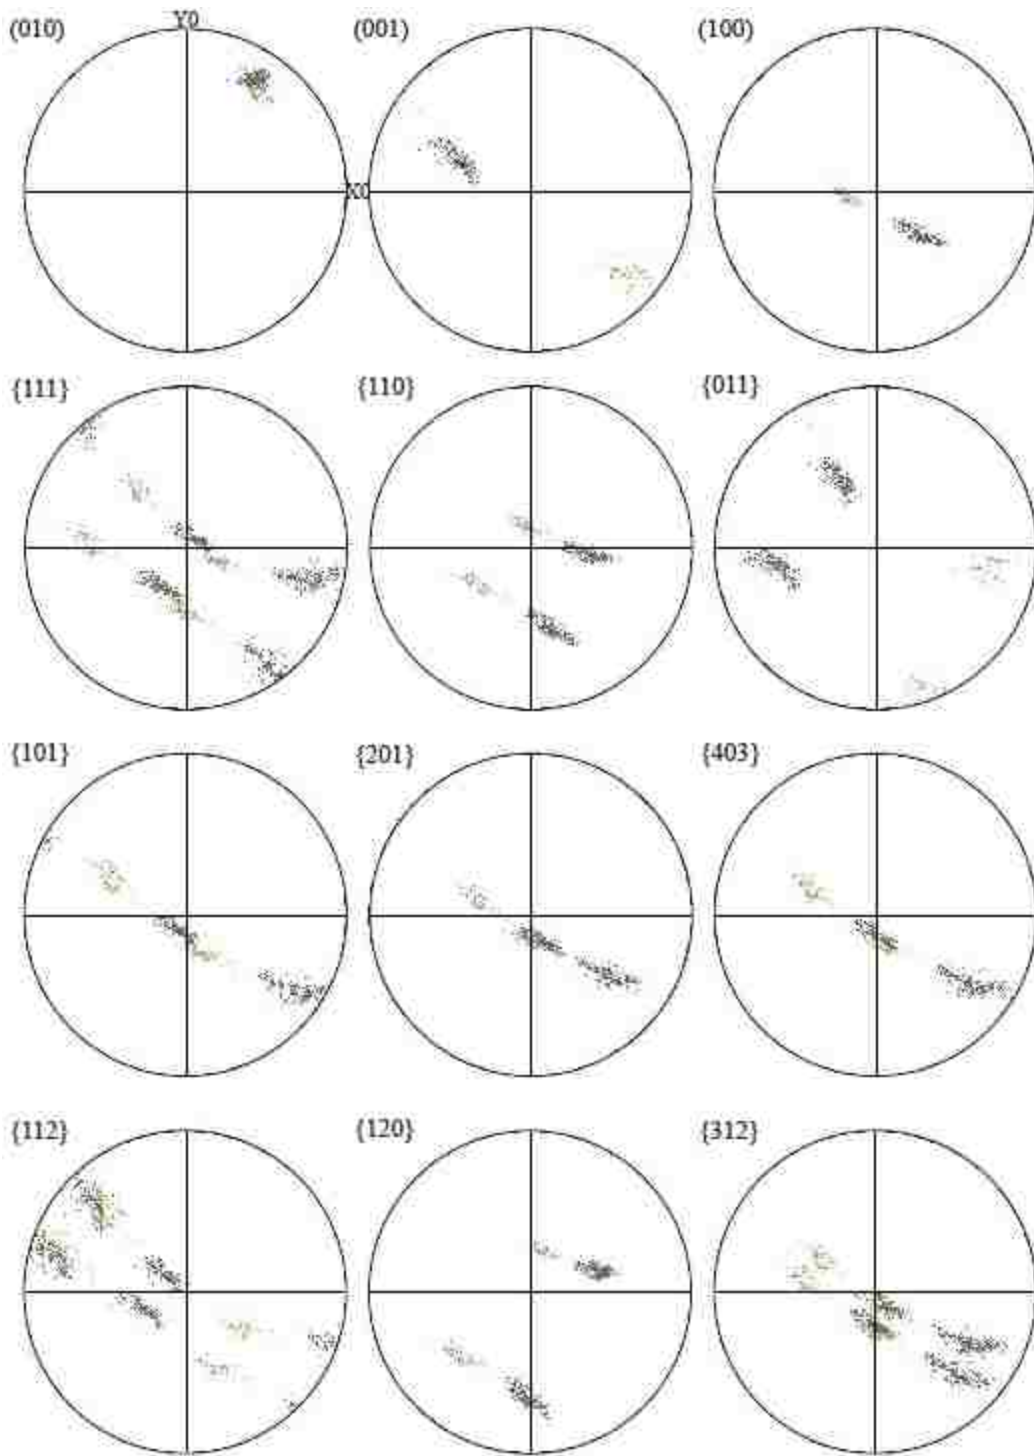 (010) Y0 (001) (100)
X0
{111} {110} {011}
{101} {201} {403}
{112} {120} {312}